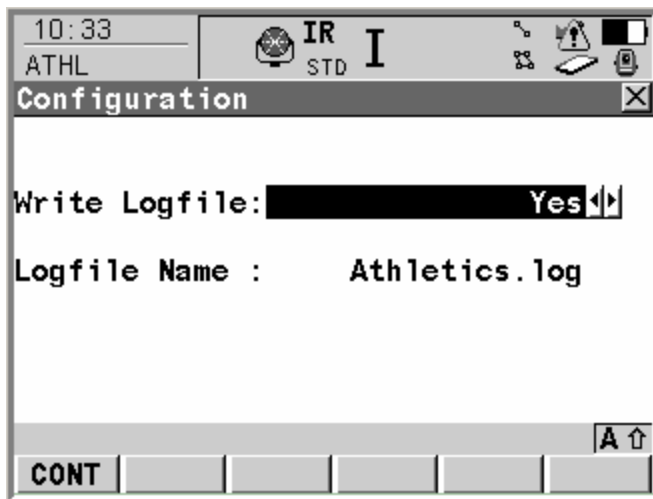 10:33
ATHL
IR
STD
I
Configuration
Write Logfile: Yes
Logfile Name : Athletics.log
A
CONT